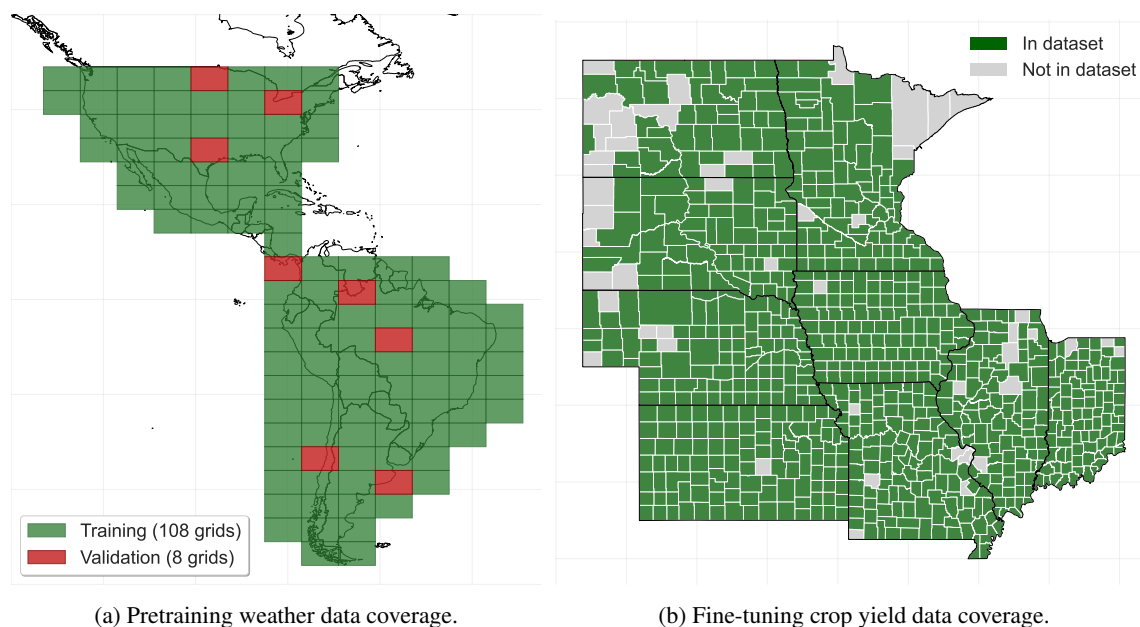 Training (108 grids)
Validation (8 grids)
(a) Pretraining weather data coverage.
In dataset
Not in dataset
(b) Fine-tuning crop yield data coverage.